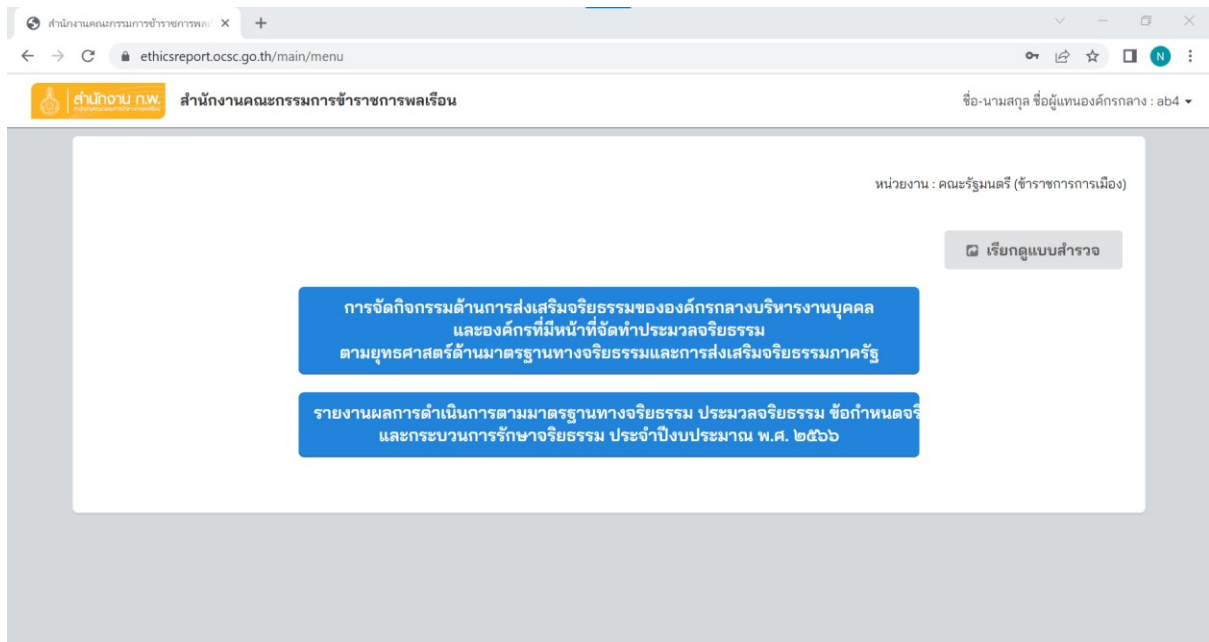 สำนักงานคณะกรรมการข้าราชการพล
ethicsreport.ocsc.go.th/main/menu
N
สำนักงาน ก.พ.
สำนักงานคณะกรรมการข้าราชการพลเรือน
ชื่อ-นามสกุล ชื่อผู้แทนองค์กรกลาง : ab4
หน่วยงาน : คณะรัฐมนตรี (ข้าราชการการเมือง)
เรียกดูแบบสำรวจ
การจัดกิจกรรมด้านการส่งเสริมจริยธรรมขององค์กรกลางบริหารงานบุคคล
และองค์กรที่มีหน้าที่จัดทำประมวลจริยธรรม
ตามยุทธศาสตร์ด้านมาตรฐานทางจริยธรรมและการส่งเสริมจริยธรรมภาครัฐ
รายงานผลการดำเนินการตามมาตรฐานทางจริยธรรม ประมวลจริยธรรม ข้อกำหนดจริ
และกระบวนการรักษาจริยธรรม ประจำปีงบประมาณ พ.ศ. ๒๕๖๖